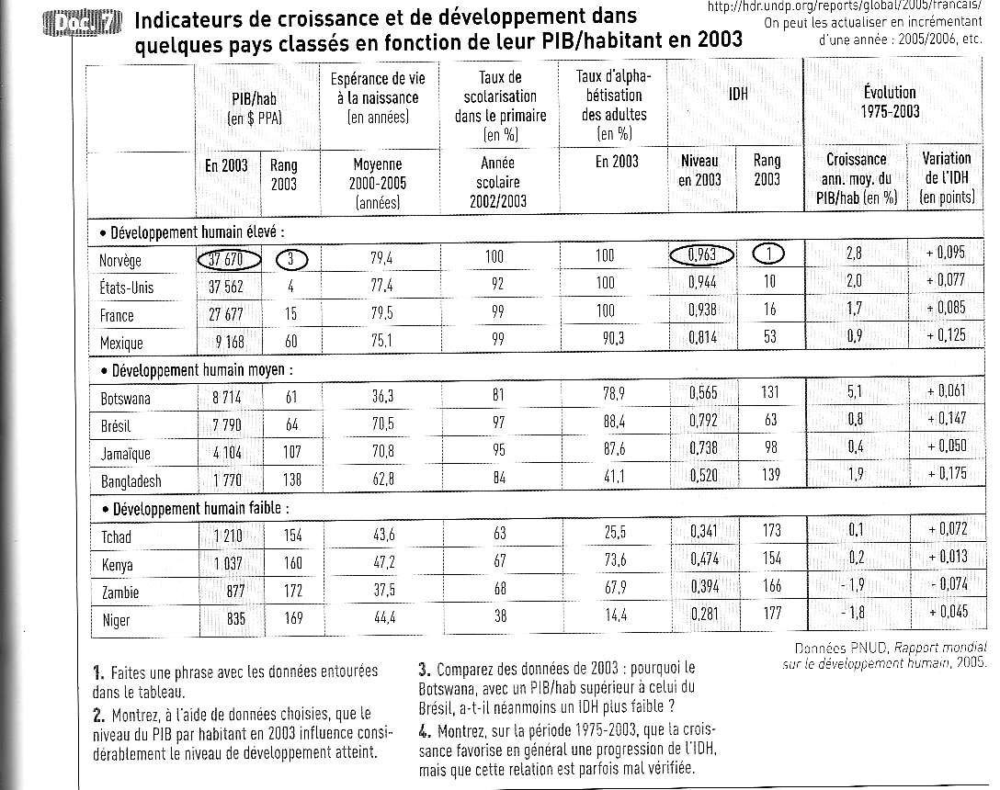 Doc. 7
Indicateurs de croissance et de développement dans
quelques pays classés en fonction de leur PIB/habitant en 2003
http://hdr.undp.org/reports/global/2005/francais/
On peut les actualiser en incrémentant
d'une année : 2005/2006, etc.
PIB/hab
(en $ PPA)
Espérance de vie
à la naissance
(en années)
Taux de
scolarisation
dans le primaire
(en %)
Taux d'alpha-
bétisation
des adultes
(en %)
IDH
Évolution
1975-2003
En 2003
Rang
2003
Moyenne
2000-2005
(années)
Année
scolaire
2002/2003
En 2003
Niveau
en 2003
Rang
2003
Croissance
ann. moy. du
PIB/hab (en %)
Variation
de l'IDH
(en points)
• Développement humain élevé :
Norvège 37 670 3 79,4 100 100 0,963 1 2,8 + 0,095
États-Unis 37 562 4 77,4 92 100 0,944 10 2,0 + 0,077
France 27 677 15 79,5 99 100 0,938 16 1,7 + 0,085
Mexique 9 168 60 75,1 99 90,3 0,814 53 0,9 + 0,125
• Développement humain moyen :
Botswana 8 714 61 36,3 81 78,9 0,565 131 5,1 + 0,061
Brésil 7 790 64 70,5 97 88,4 0,792 63 0,8 + 0,147
Jamaïque 4 104 107 70,8 95 87,6 0,738 98 0,4 + 0,050
Bangladesh 1 770 138 62,8 84 41,1 0,520 139 1,9 + 0,175
• Développement humain faible :
Tchad 1 210 154 43,6 63 25,5 0,341 173 0,1 + 0,072
Kenya 1 037 160 47,2 67 73,6 0,474 154 0,2 + 0,013
Zambie 877 172 37,5 68 67,9 0,394 166 - 1,9 - 0,074
Niger 835 169 44,4 38 14,4 0,281 177 - 1,8 + 0,045
Données PNUD, Rapport mondial
sur le développement humain, 2005.
1. Faites une phrase avec les données entourées
dans le tableau.
2. Montrez, à l'aide de données choisies, que le
niveau du PIB par habitant en 2003 influence consi-
dérablement le niveau de développement atteint.
3. Comparez des données de 2003 : pourquoi le
Botswana, avec un PIB/hab supérieur à celui du
Brésil, a-t-il néanmoins un IDH plus faible ?
4. Montrez, sur la période 1975-2003, que la crois-
sance favorise en général une progression de l'IDH,
mais que cette relation est parfois mal vérifiée.